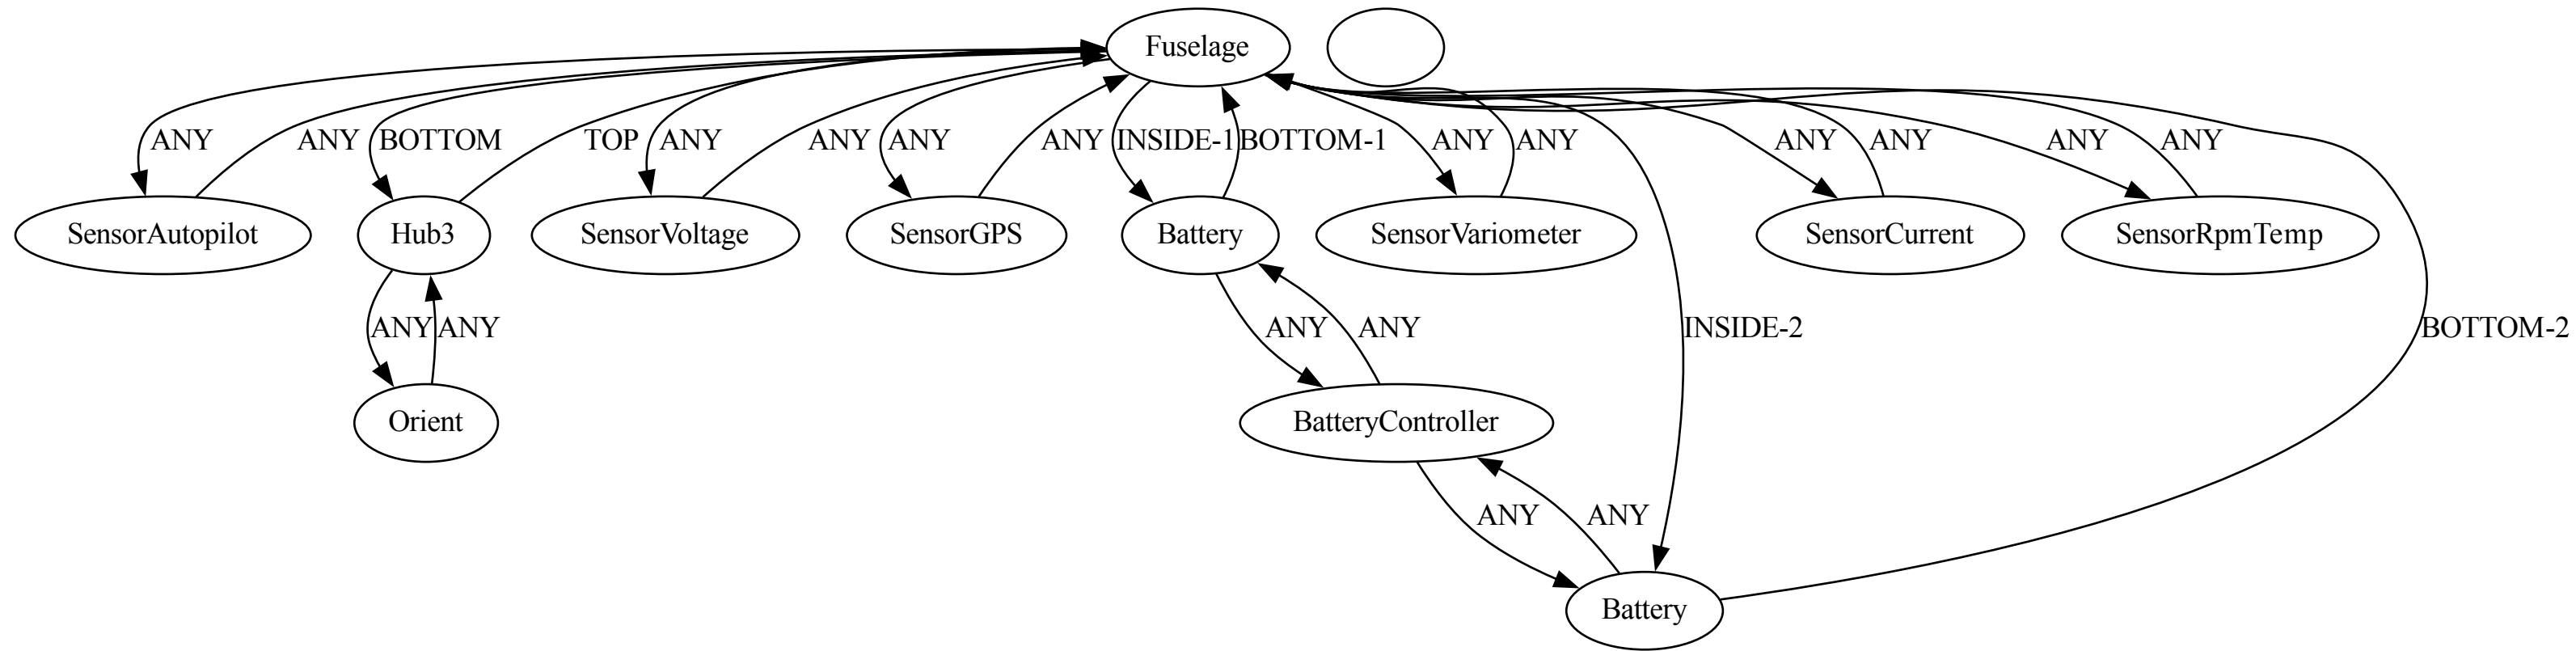 Fuselage
ANY
ANY
BOTTOM
TOP
ANY
ANY
ANY
ANY
INSIDE-1
BOTTOM-1
ANY
ANY
ANY
ANY
ANY
ANY
SensorAutopilot
Hub3
SensorVoltage
SensorGPS
Battery
SensorVariometer
SensorCurrent
SensorRpmTemp
ANY
ANY
ANY
ANY
INSIDE-2
BOTTOM-2
Orient
BatteryController
ANY
ANY
Battery